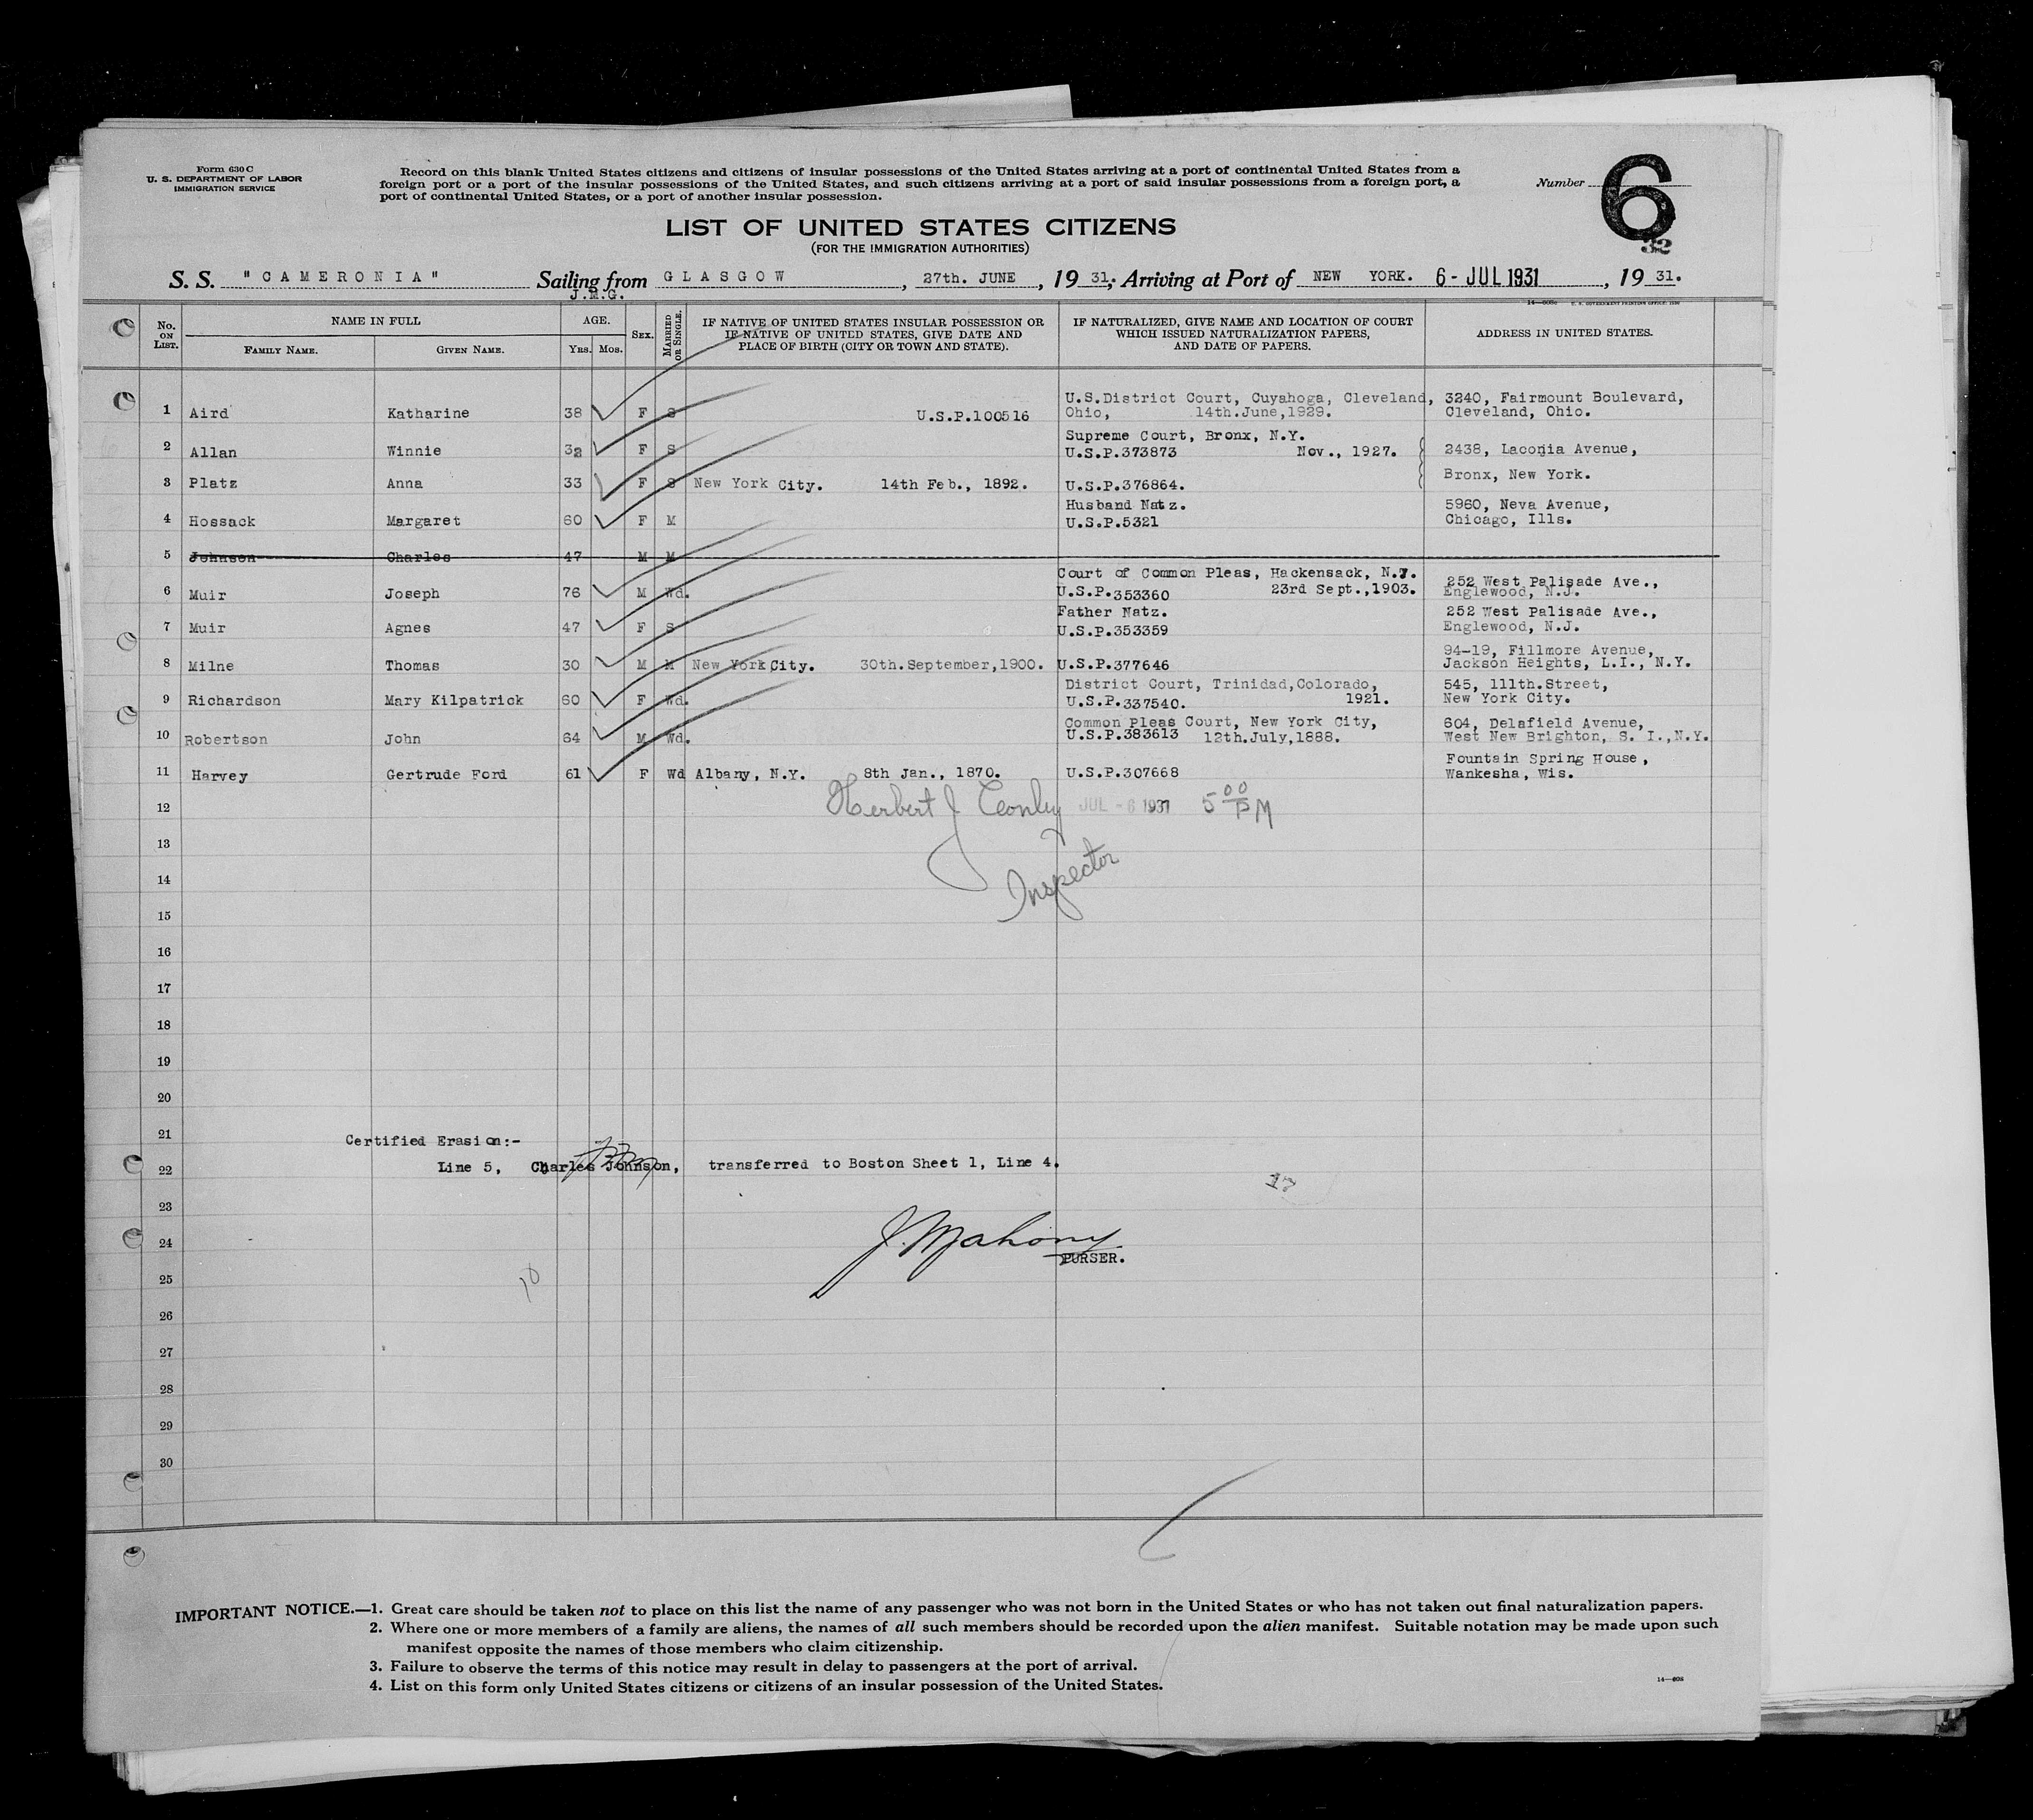 Form 630 C
U. S. DEPARTMENT OF LABOR
IMMIGRATION SERVICE
Record on this blank United States citizens and citizens of insular possessions of the United States arriving at a port of continental United States from a
foreign port or a port of the insular possessions of the United States, and such citizens arriving at a port of said insular possessions from a foreign port, a
port of continental United States, or a port of another insular possession.
Number 6
32
LIST OF UNITED STATES CITIZENS
(FOR THE IMMIGRATION AUTHORITIES)
S. S. "CAMERONIA" Sailing from GLASGOW, 27th. JUNE, 19 31; Arriving at Port of NEW YORK. 6 - JUL 1931, 19 31.
J.M.G.
No. ON LIST. NAME IN FULL AGE. SEX. MARRIED OR SINGLE. IF NATIVE OF UNITED STATES INSULAR POSSESSION OR IF NATIVE OF UNITED STATES, GIVE DATE AND PLACE OF BIRTH (CITY OR TOWN AND STATE). IF NATURALIZED, GIVE NAME AND LOCATION OF COURT WHICH ISSUED NATURALIZATION PAPERS, AND DATE OF PAPERS. ADDRESS IN UNITED STATES.
FAMILY NAME. GIVEN NAME. YRS. MOS.
U.S.District Court, Cuyahoga, Cleveland, 3240, Fairmount Boulevard,
1 Aird Katharine 38 F S U.S.P.100516 Ohio, 14th.June,1929. Cleveland, Ohio.
Supreme Court, Bronx, N.Y.
2 Allan Winnie 32 F S U.S.P.373873 Nov., 1927. 2438, Laconia Avenue,
Bronx, New York.
3 Platz Anna 33 F S New York City. 14th Feb., 1892. U.S.P.376864.
Husband Natz. 5960, Neva Avenue,
4 Hossack Margaret 60 F M U.S.P.5321 Chicago, Ills.
5 Johnson Charles 47 M M
Court of Common Pleas, Hackensack, N.J. 252 West Palisade Ave.,
6 Muir Joseph 76 M Wd. U.S.P.353360 23rd Sept.,1903. Englewood, N.J.
Father Natz. 252 West Palisade Ave.,
7 Muir Agnes 47 F S U.S.P.353359 Englewood, N.J.
94-19, Fillmore Avenue,
8 Milne Thomas 30 M M New York City. 30th.September,1900. U.S.P.377646 Jackson Heights, L.I., N.Y.
District Court, Trinidad,Colorado, 545, 111th.Street,
9 Richardson Mary Kilpatrick 60 F Wd. U.S.P.337540. 1921. New York City.
Common Pleas Court, New York City, 604, Delafield Avenue,
10 Robertson John 64 M Wd. U.S.P.383613 12th.July,1888. West New Brighton, S. I.,N.Y.
Fountain Spring House,
11 Harvey Gertrude Ford 61 F Wd Albany, N.Y. 8th Jan., 1870. U.S.P.307668 Wankesha, Wis.
12 Herbert J JUL - 6 1931 5 00 PM
13
14 Inspector
15
16
17
18
19
20
21 Certified Erasion:-
22 Line 5, Charles Johnson, transferred to Boston Sheet 1, Line 4.
17
23
24 J. Mahony
PURSER.
25
26
27
28
29
30
IMPORTANT NOTICE.—1. Great care should be taken not to place on this list the name of any passenger who was not born in the United States or who has not taken out final naturalization papers.
2. Where one or more members of a family are aliens, the names of all such members should be recorded upon the alien manifest. Suitable notation may be made upon such
manifest opposite the names of those members who claim citizenship.
3. Failure to observe the terms of this notice may result in delay to passengers at the port of arrival.
4. List on this form only United States citizens or citizens of an insular possession of the United States.